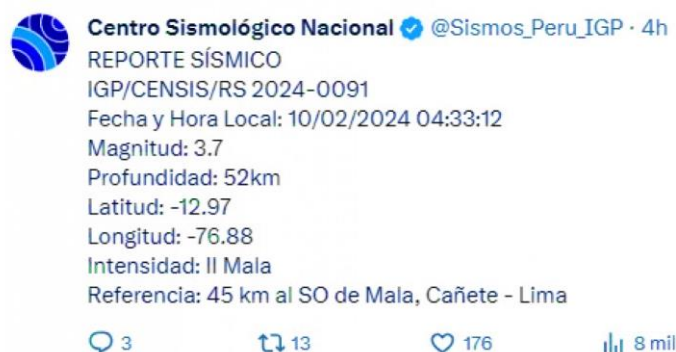 Centro Sismológico Nacional @Sismos_Peru_IGP · 4h
REPORTE SÍSMICO
IGP/CENSIS/RS 2024-0091
Fecha y Hora Local: 10/02/2024 04:33:12
Magnitud: 3.7
Profundidad: 52km
Latitud: -12.97
Longitud: -76.88
Intensidad: II Mala
Referencia: 45 km al SO de Mala, Cañete - Lima
3 13 176 8 mil